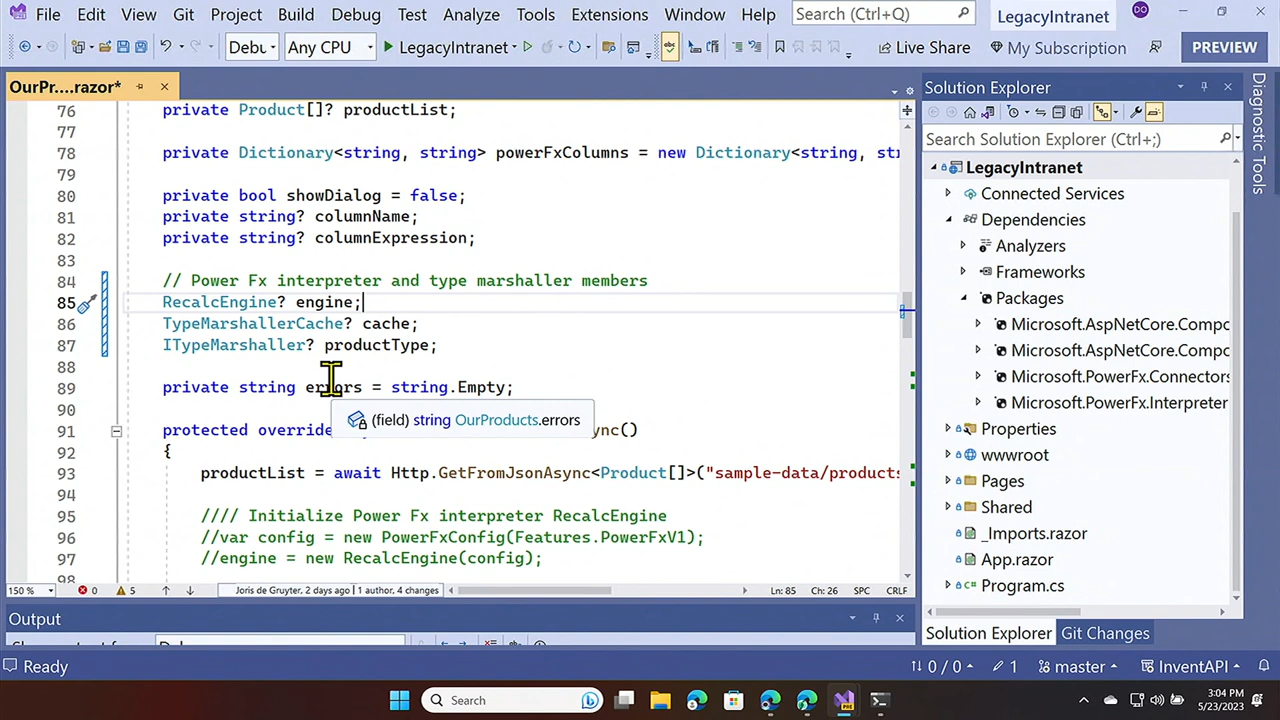 File Edit View Git Project Build Debug Test Analyze Tools Extensions Window Help Search (Ctrl+Q) LegacyIntranet DO
Debu Any CPU LegacyIntranet Live Share My Subscription PREVIEW
OurPr....razor*
76 private Product[]? productList;
77
78 private Dictionary<string, string> powerFxColumns = new Dictionary<string, str
79
80 private bool showDialog = false;
81 private string? columnName;
82 private string? columnExpression;
83
84 // Power Fx interpreter and type marshaller members
85 RecalcEngine? engine;
86 TypeMarshallerCache? cache;
87 ITypeMarshaller? productType;
88
89 private string errors = string.Empty;
90
(field) string OurProducts.errors
91 protected override ync()
92 {
93 productList = await Http.GetFromJsonAsync<Product[]>("sample-data/products
94
95 //// Initialize Power Fx interpreter RecalcEngine
96 //var config = new PowerFxConfig(Features.PowerFxV1);
97 //engine = new RecalcEngine(config);
98
150 % 0 5 Joris de Gruyter, 2 days ago | 1 author, 4 changes Ln: 85 Ch: 26 SPC CRLF
Output
Solution Explorer
Search Solution Explorer (Ctrl+;)
LegacyIntranet
Connected Services
Dependencies
Analyzers
Frameworks
Packages
Microsoft.AspNetCore.Compo
Microsoft.AspNetCore.Compo
Microsoft.PowerFx.Connectors
Microsoft.PowerFx.Interpreter
Properties
wwwroot
Pages
Shared
_Imports.razor
App.razor
Program.cs
Solution Explorer Git Changes
Diagnostic Tools
Ready 0 / 0 1 master InventAPI
Search
3:04 PM
5/23/2023